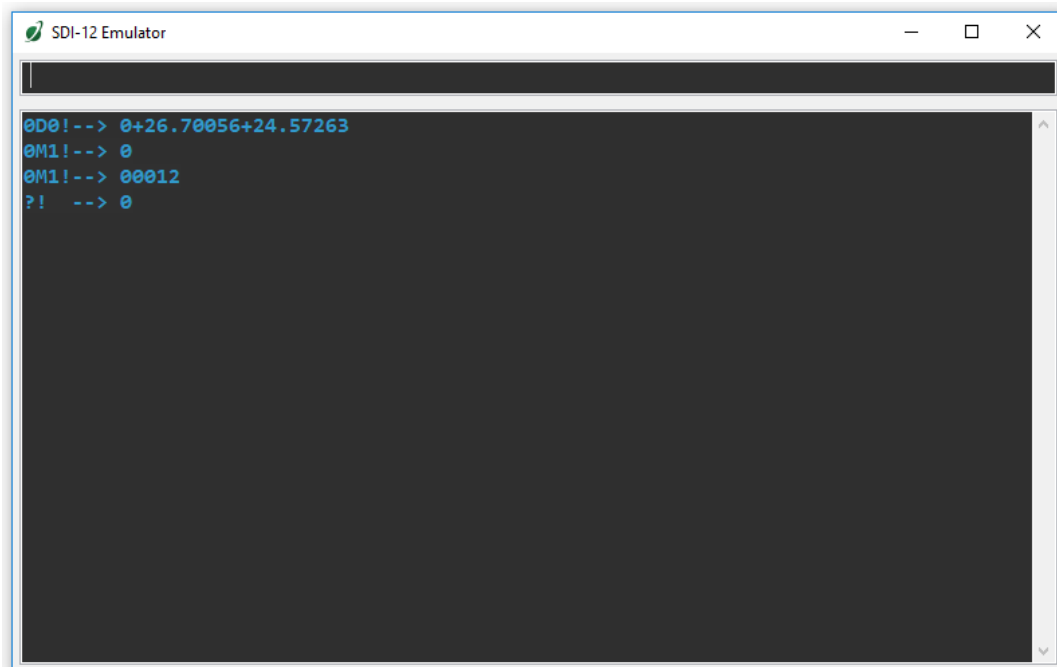 SDI-12 Emulator
0D0!--> 0+26.70056+24.57263
0M1!--> 0
0M1!--> 00012
?!  --> 0